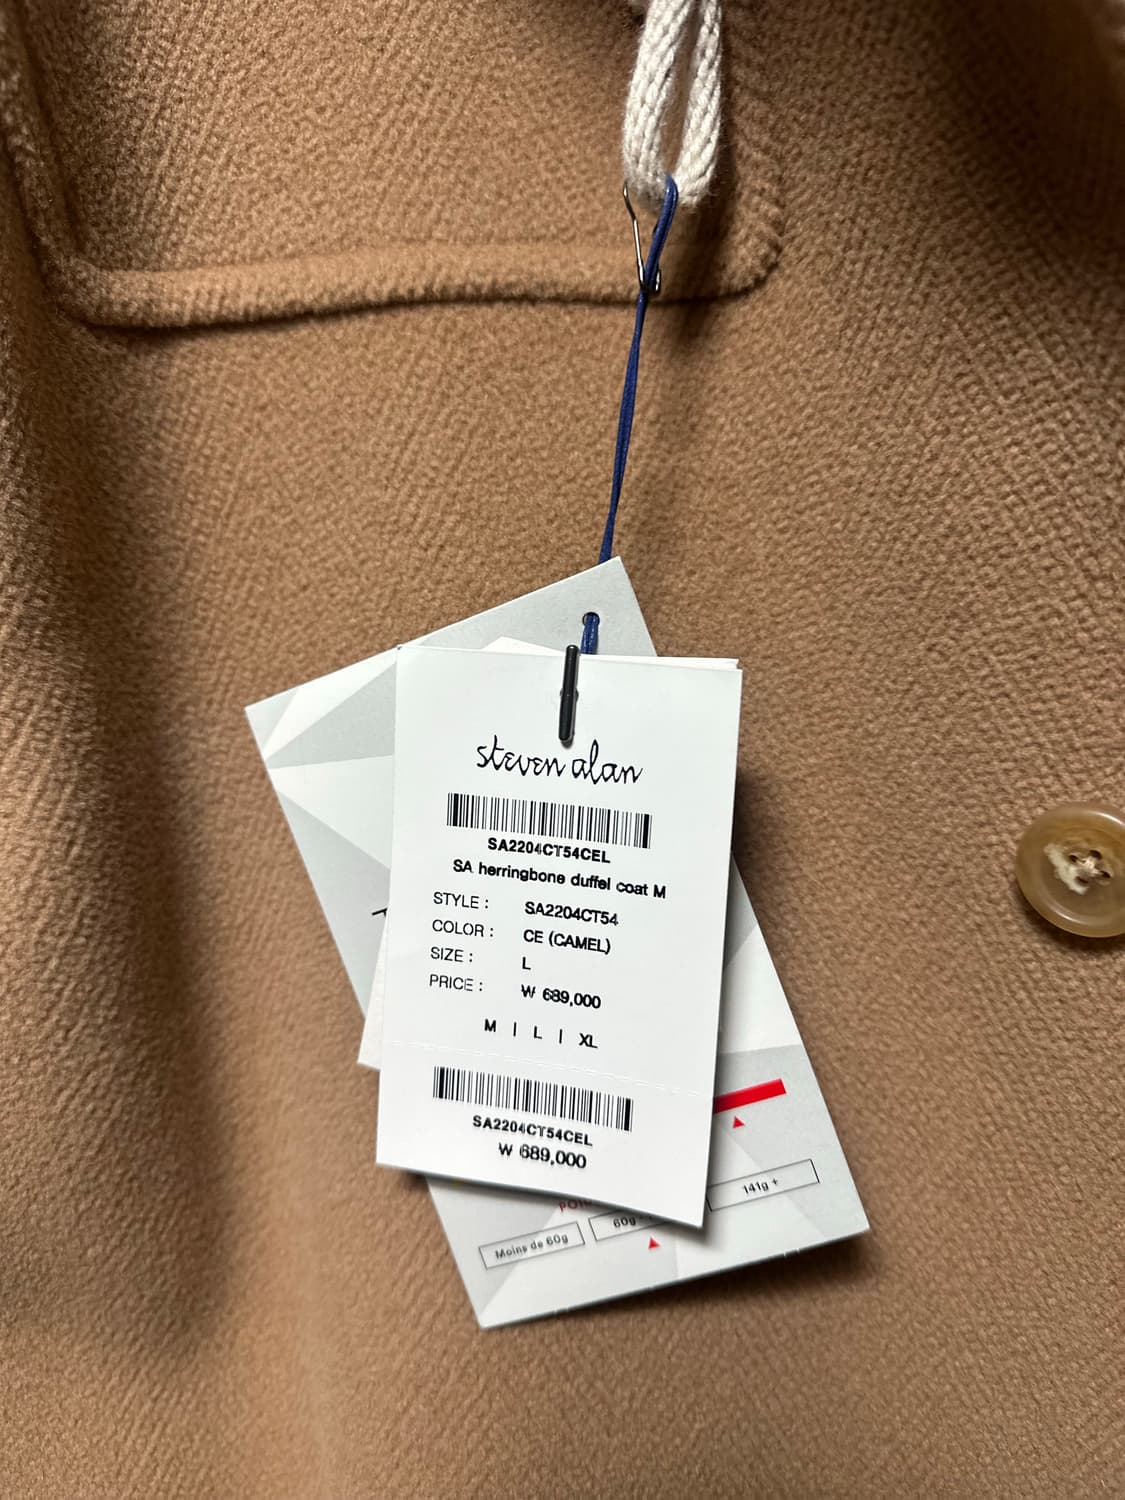 steven alan
SA2204CT54CEL
SA herringbone duffel coat M
STYLE : SA2204CT54
COLOR : CE (CAMEL)
SIZE : L
PRICE : ₩ 689,000
M | L | XL
SA2204CT54CEL
₩ 689,000
141g +
60g
Moins de 60g